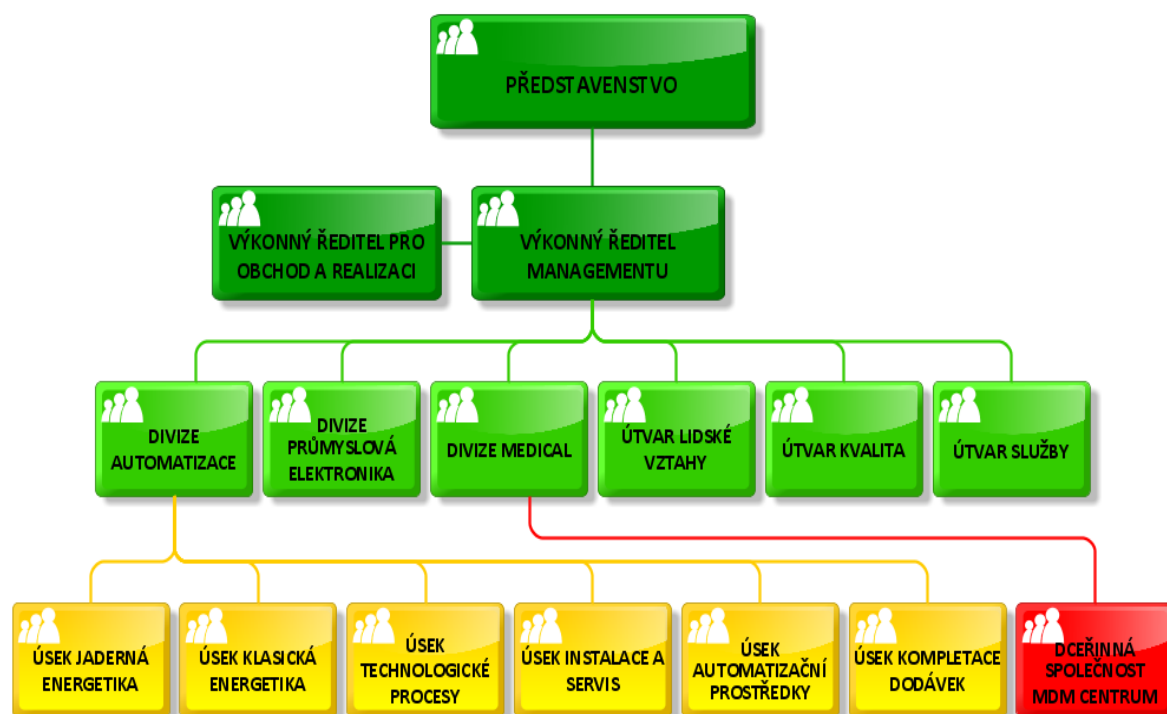 PŘEDSTAVENSTVO
VÝKONNÝ ŘEDITEL PRO
OBCHOD A REALIZACI
VÝKONNÝ ŘEDITEL
MANAGEMENTU
DIVIZE
AUTOMATIZACE
DIVIZE
PRŮMYSLOVÁ
ELEKTRONIKA
DIVIZE MEDICAL
ÚTVAR LIDSKÉ
VZTAHY
ÚTVAR KVALITA
ÚTVAR SLUŽBY
ÚSEK JADERNÁ
ENERGETIKA
ÚSEK KLASICKÁ
ENERGETIKA
ÚSEK
TECHNOLOGICKÉ
PROCESY
ÚSEK INSTALACE A
SERVIS
ÚSEK
AUTOMATIZAČNÍ
PROSTŘEDKY
ÚSEK KOMPLETACE
DODÁVEK
DCEŘINNÁ
SPOLEČNOST
MDM CENTRUM